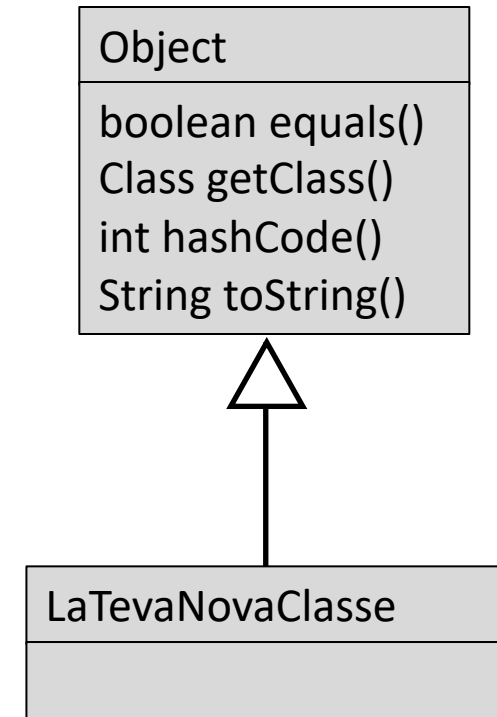 Object
boolean equals()
Class getClass()
int hashCode()
String toString()
LaTevaNovaClasse